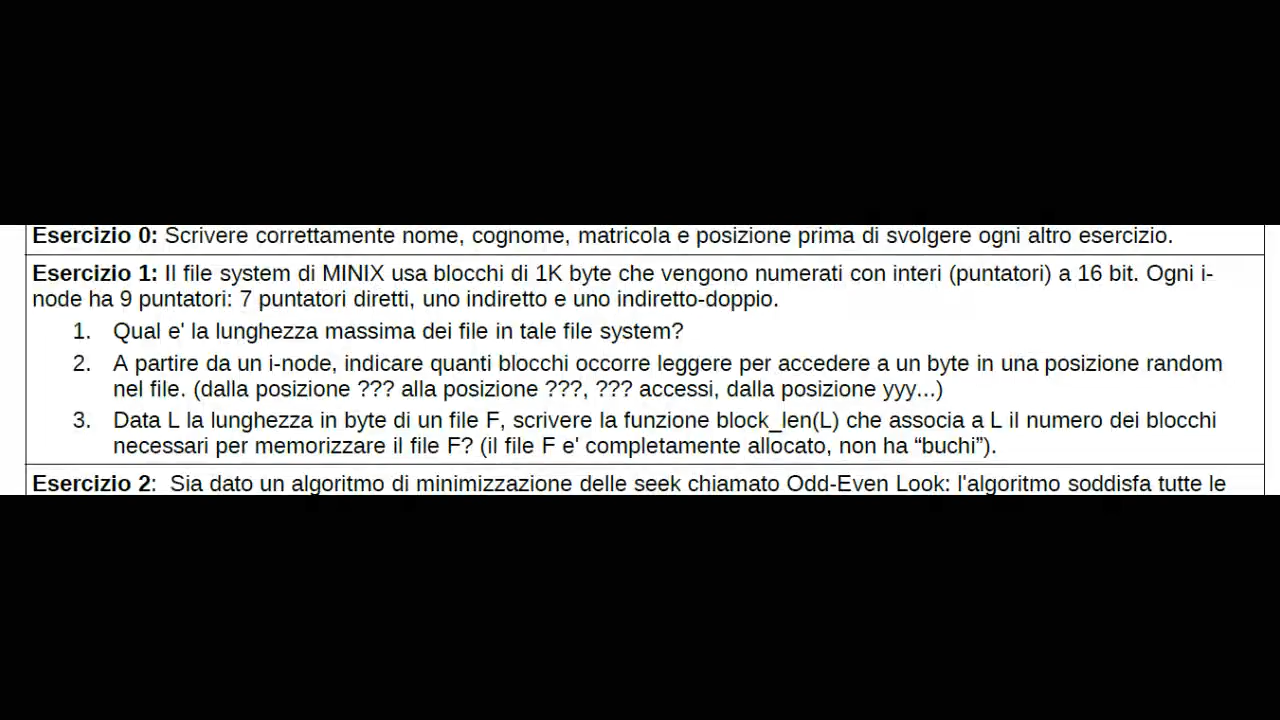 Esercizio 0: Scrivere correttamente nome, cognome, matricola e posizione prima di svolgere ogni altro esercizio.
Esercizio 1: Il file system di MINIX usa blocchi di 1K byte che vengono numerati con interi (puntatori) a 16 bit. Ogni i-
node ha 9 puntatori: 7 puntatori diretti, uno indiretto e uno indiretto-doppio.
1. Qual e' la lunghezza massima dei file in tale file system?
2. A partire da un i-node, indicare quanti blocchi occorre leggere per accedere a un byte in una posizione random
nel file. (dalla posizione ??? alla posizione ???, ??? accessi, dalla posizione yyy...)
3. Data L la lunghezza in byte di un file F, scrivere la funzione block_len(L) che associa a L il numero dei blocchi
necessari per memorizzare il file F? (il file F e' completamente allocato, non ha “buchi”).
Esercizio 2: Sia dato un algoritmo di minimizzazione delle seek chiamato Odd-Even Look: l'algoritmo soddisfa tutte le